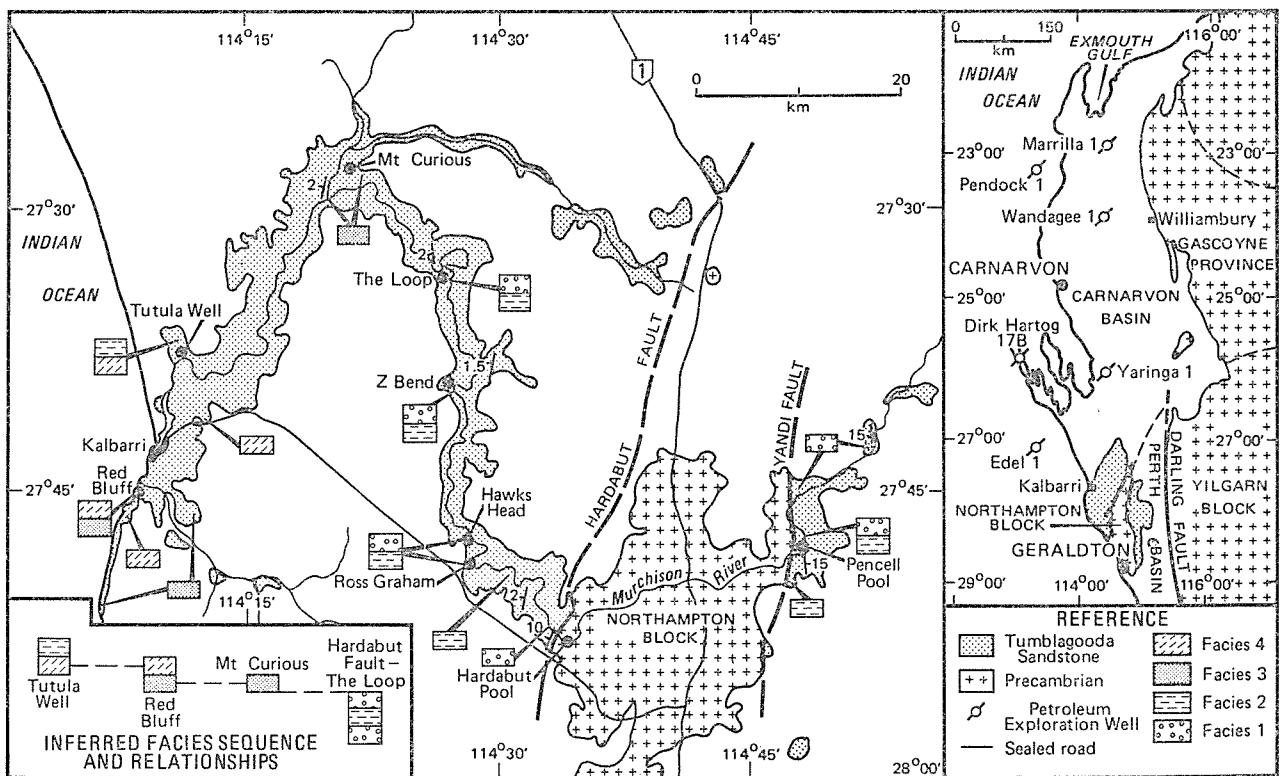 114°15'
114°30'
114°45'
1
0 20
km
Mt Curious
2
27°30'
27°30'
INDIAN
OCEAN
2
The Loop
Tutula Well
1.5
Z Bend
HARDABUT FAULT
YANDI FAULT
15
Kalbarri
Red
Bluff
27°45'
27°45'
Hawks
Head
Ross Graham
Murchison River
Pencell
Pool
15
2
10
NORTHAMPTON
BLOCK
Hardabut
Pool
114°15'
114°30'
114°45'
28°00'
Tutula
Well
Red
Bluff
Mt Curious
Hardabut
Fault–
The Loop
INFERRED FACIES SEQUENCE
AND RELATIONSHIPS
0 150
km
EXMOUTH
GULF
116°00'
INDIAN
OCEAN
Marrilla 1
23°00'
23°00'
Pendock 1
Wandagee 1
Williambury
GASCOYNE
PROVINCE
CARNARVON
25°00'
25°00'
CARNARVON
BASIN
Dirk Hartog
17B
Yaringa 1
27°00'
27°00'
Edel 1
PERTH BASIN
DARLING FAULT
Kalbarri
YILGARN
BLOCK
NORTHAMPTON
BLOCK
GERALDTON
29°00'
29°00'
114°00'
116°00'
REFERENCE
Tumblagooda
Sandstone
Precambrian
Petroleum
Exploration Well
Sealed road
Facies 4
Facies 3
Facies 2
Facies 1